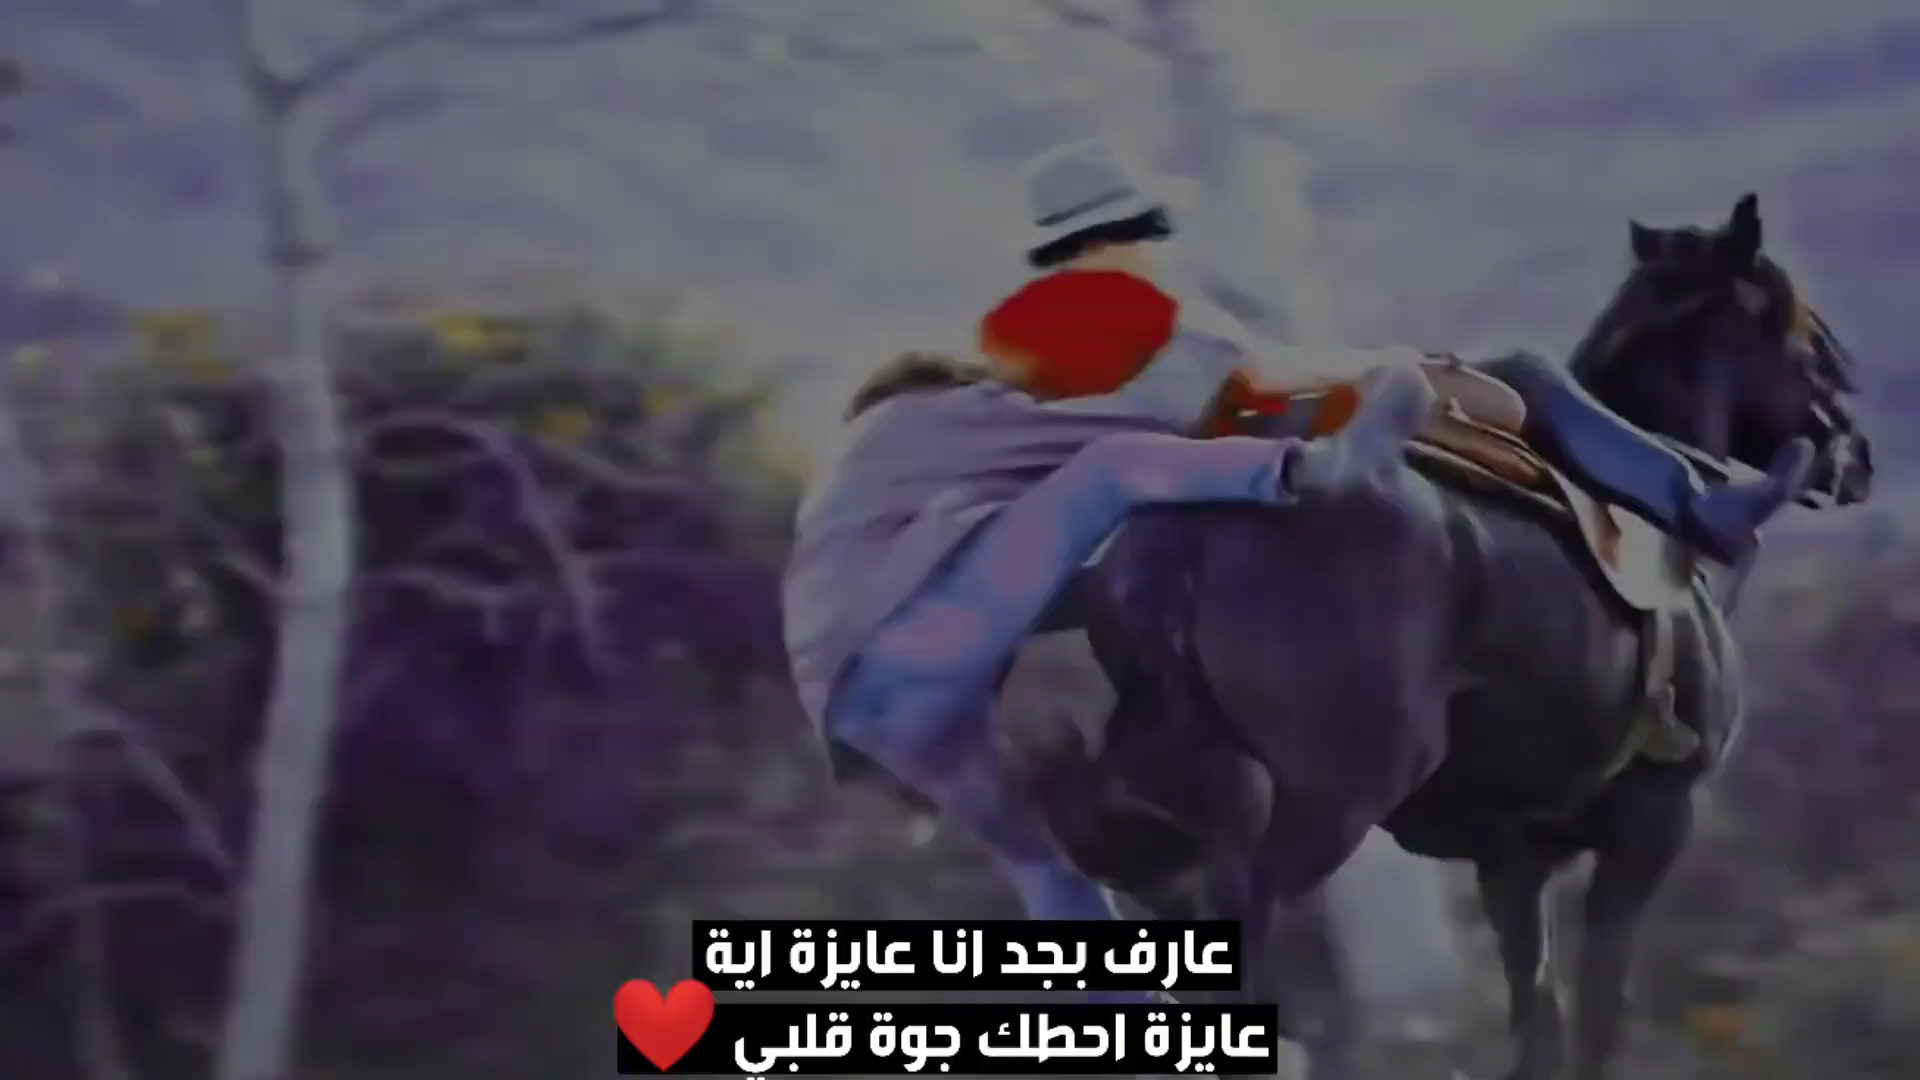 عارف بجد انا عايزة اية
عايزة احطك جوة قلبي ❤️